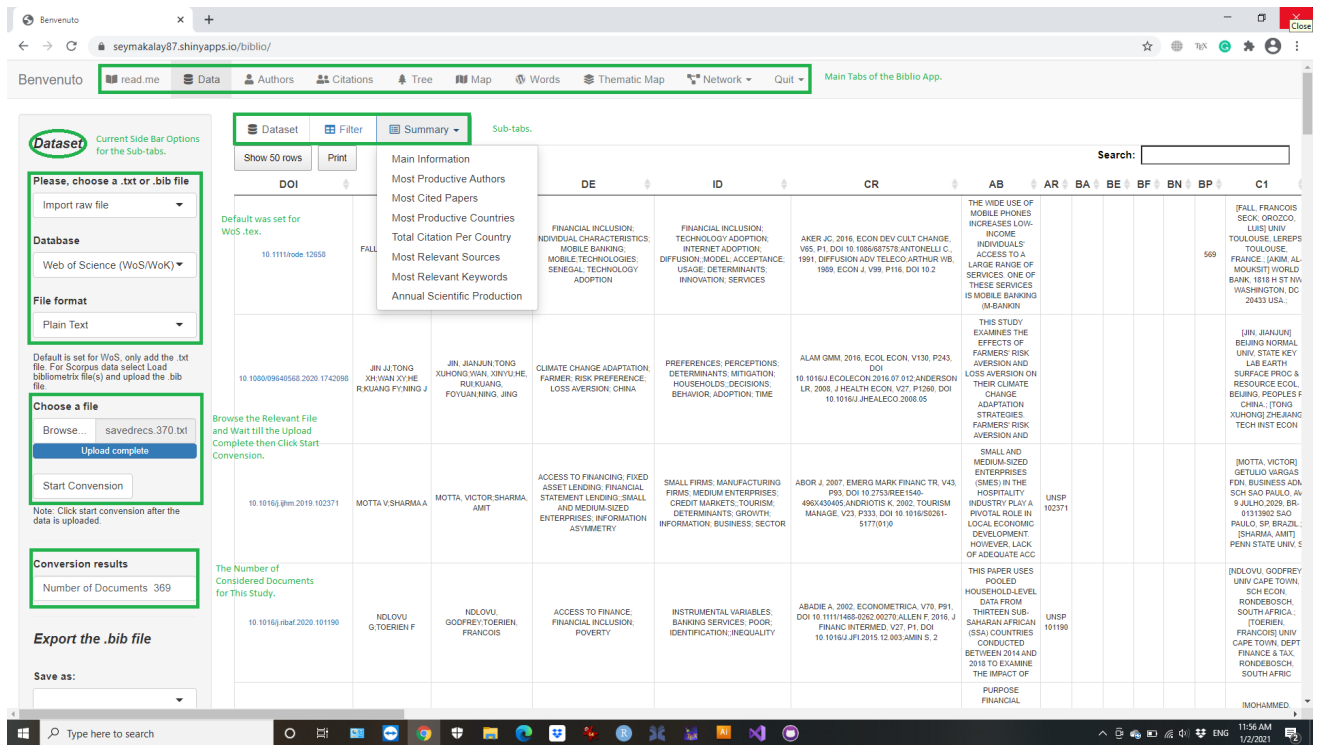 Benvenuto
Close
seymakalay87.shinyapps.io/biblio/
Benvenuto read.me Data Authors Citations Tree Map Words Thematic Map Network Quit Main Tabs of the Biblio App.
Dataset
Current Side Bar Options
for the Sub-tabs.
Please, choose a .txt or .bib file
Import raw file
Database
Web of Science (WoS/WoK)
File format
Plain Text
Default is set for WoS, only add the .txt
file. For Scorpus data select Load
bibliometrix file(s) and upload the .bib
file.
Choose a file
Browse... savedrecs.370.txt
Upload complete
Start Convension
Note: Click start conversion after the
data is uploaded.
Conversion results
Number of Documents 369
Export the .bib file
Save as:
Dataset Filter Summary Sub-tabs.
Show 50 rows Print
Search:
Main Information
Most Productive Authors
Most Cited Papers
Most Productive Countries
Total Citation Per Country
Most Relevant Sources
Most Relevant Keywords
Annual Scientific Production
Default was set for
WoS .tex.
Browse the Relevant File
and Wait till the Upload
Complete then Click Start
Convension.
The Number of
Considered Documents
for This Study.
DOI DE ID CR AB AR BA BE BF BN BP C1
10.1111/rode.12658
FALL
FINANCIAL INCLUSION;
INDIVIDUAL CHARACTERISTICS;
MOBILE BANKING;
MOBILE;TECHNOLOGIES;
SENEGAL; TECHNOLOGY
ADOPTION
FINANCIAL INCLUSION;
TECHNOLOGY ADOPTION;
INTERNET ADOPTION;
DIFFUSION;;MODEL; ACCEPTANCE;
USAGE; DETERMINANTS;
INNOVATION; SERVICES
AKER JC, 2016, ECON DEV CULT CHANGE,
V65, P1, DOI 10.1086/687578;ANTONELLI C.,
1991, DIFFUSION ADV TELECO;ARTHUR WB,
1989, ECON J, V99, P116, DOI 10.2
THE WIDE USE OF
MOBILE PHONES
INCREASES LOW-
INCOME
INDIVIDUALS'
ACCESS TO A
LARGE RANGE OF
SERVICES. ONE OF
THESE SERVICES
IS MOBILE BANKING
(M-BANKIN
569
[FALL, FRANCOIS
SECK; OROZCO,
LUIS] UNIV
TOULOUSE, LEREPS
TOULOUSE,
FRANCE.; [AKIM, AL-
MOUKSIT] WORLD
BANK, 1818 H ST NW
WASHINGTON, DC
20433 USA.;
10.1080/09640568.2020.1742098
JIN JJ;TONG
XH;WAN XY;HE
R;KUANG FY;NING J
JIN, JIANJUN;TONG
XUHONG;WAN, XINYU;HE,
RUI;KUANG,
FOYUAN;NING, JING
CLIMATE CHANGE ADAPTATION;
FARMER; RISK PREFERENCE;
LOSS AVERSION; CHINA
PREFERENCES; PERCEPTIONS;
DETERMINANTS; MITIGATION;
HOUSEHOLDS;;DECISIONS;
BEHAVIOR; ADOPTION; TIME
ALAM GMM, 2016, ECOL ECON, V130, P243,
DOI
10.1016/J.ECOLECON.2016.07.012;ANDERSON
LR, 2008, J HEALTH ECON, V27, P1260, DOI
10.1016/J.JHEALECO.2008.05
THIS STUDY
EXAMINES THE
EFFECTS OF
FARMERS' RISK
AVERSION AND
LOSS AVERSION ON
THEIR CLIMATE
CHANGE
ADAPTATION
STRATEGIES.
FARMERS' RISK
AVERSION AND
[JIN, JIANJUN]
BEIJING NORMAL
UNIV, STATE KEY
LAB EARTH
SURFACE PROC &
RESOURCE ECOL,
BEIJING, PEOPLES R
CHINA.; [TONG
XUHONG] ZHEJIANG
TECH INST ECON
10.1016/j.ijhm.2019.102371
MOTTA V;SHARMA A
MOTTA, VICTOR;SHARMA,
AMIT
ACCESS TO FINANCING; FIXED
ASSET LENDING; FINANCIAL
STATEMENT LENDING;;SMALL
AND MEDIUM-SIZED
ENTERPRISES; INFORMATION
ASYMMETRY
SMALL FIRMS; MANUFACTURING
FIRMS; MEDIUM ENTERPRISES;
CREDIT MARKETS;;TOURISM;
DETERMINANTS; GROWTH;
INFORMATION; BUSINESS; SECTOR
ABOR J, 2007, EMERG MARK FINANC TR, V43,
P93, DOI 10.2753/REE1540-
496X430405;ANDRIOTIS K, 2002, TOURISM
MANAGE, V23, P333, DOI 10.1016/S0261-
5177(01)0
SMALL AND
MEDIUM-SIZED
ENTERPRISES
(SMES) IN THE
HOSPITALITY
INDUSTRY PLAY A
PIVOTAL ROLE IN
LOCAL ECONOMIC
DEVELOPMENT.
HOWEVER, LACK
OF ADEQUATE ACC
UNSP
102371
[MOTTA, VICTOR]
GETULIO VARGAS
FDN, BUSINESS ADM
SCH SAO PAULO, AV
9 JULHO,2029, BR-
01313902 SAO
PAULO, SP, BRAZIL.;
[SHARMA, AMIT]
PENN STATE UNIV, S
10.1016/j.ribaf.2020.101190
NDLOVU
G;TOERIEN F
NDLOVU,
GODFREY;TOERIEN,
FRANCOIS
ACCESS TO FINANCE;
FINANCIAL INCLUSION;
POVERTY
INSTRUMENTAL VARIABLES;
BANKING SERVICES; POOR;
IDENTIFICATION;;INEQUALITY
ABADIE A, 2002, ECONOMETRICA, V70, P91,
DOI 10.1111/1468-0262.00270;ALLEN F, 2016, J
FINANC INTERMED, V27, P1, DOI
10.1016/J.JFI.2015.12.003;AMIN S, 2
THIS PAPER USES
POOLED
HOUSEHOLD-LEVEL
DATA FROM
THIRTEEN SUB-
SAHARAN AFRICAN
(SSA) COUNTRIES
CONDUCTED
BETWEEN 2014 AND
2018 TO EXAMINE
THE IMPACT OF
UNSP
101190
[NDLOVU, GODFREY
UNIV CAPE TOWN,
SCH ECON,
RONDEBOSCH,
SOUTH AFRICA.;
[TOERIEN,
FRANCOIS] UNIV
CAPE TOWN, DEPT
FINANCE & TAX,
RONDEBOSCH,
SOUTH AFRIC
PURPOSE
FINANCIAL
[MOHAMMED,
Type here to search
ENG
11:56 AM
1/2/2021